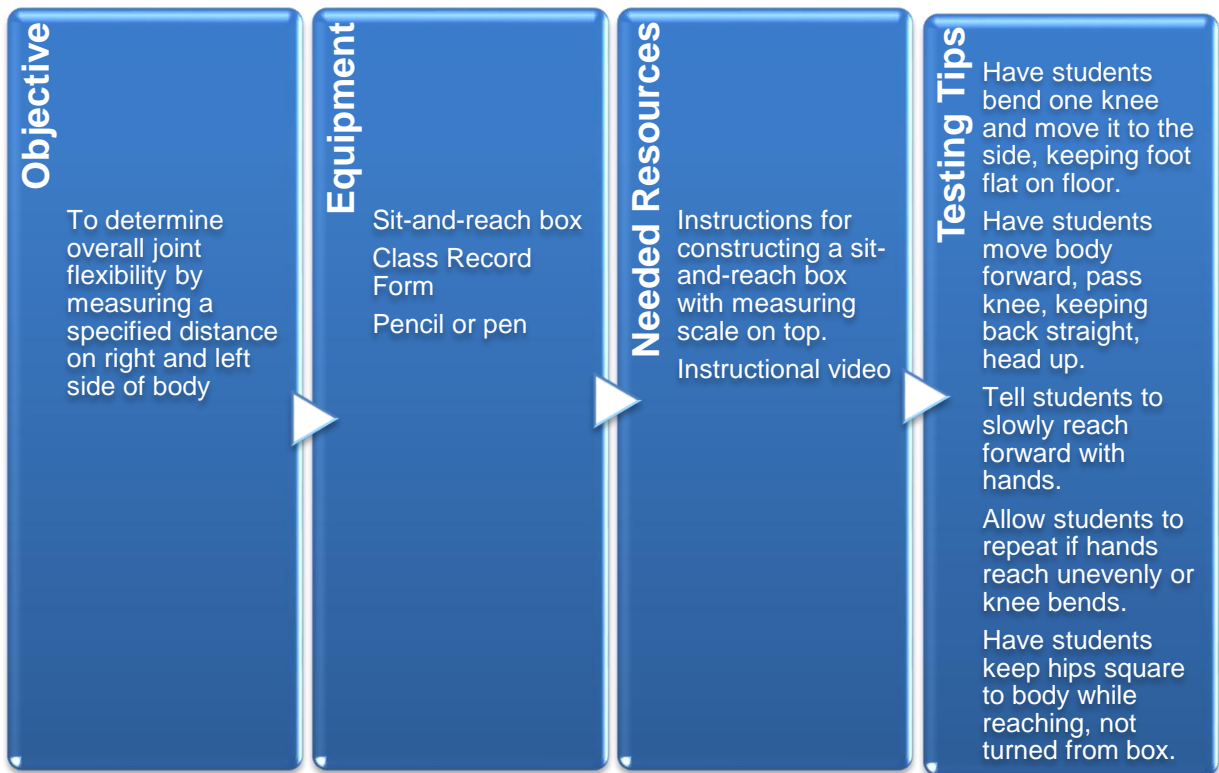 Objective
To determine
overall joint
flexibility by
measuring a
specified distance
on right and left
side of body
Equipment
Sit-and-reach box
Class Record
Form
Pencil or pen
Needed Resources
Instructions for
constructing a sit-
and-reach box
with measuring
scale on top.
Instructional video
Testing Tips
Have students
bend one knee
and move it to the
side, keeping foot
flat on floor.
Have students
move body
forward, pass
knee, keeping
back straight,
head up.
Tell students to
slowly reach
forward with
hands.
Allow students to
repeat if hands
reach unevenly or
knee bends.
Have students
keep hips square
to body while
reaching, not
turned from box.